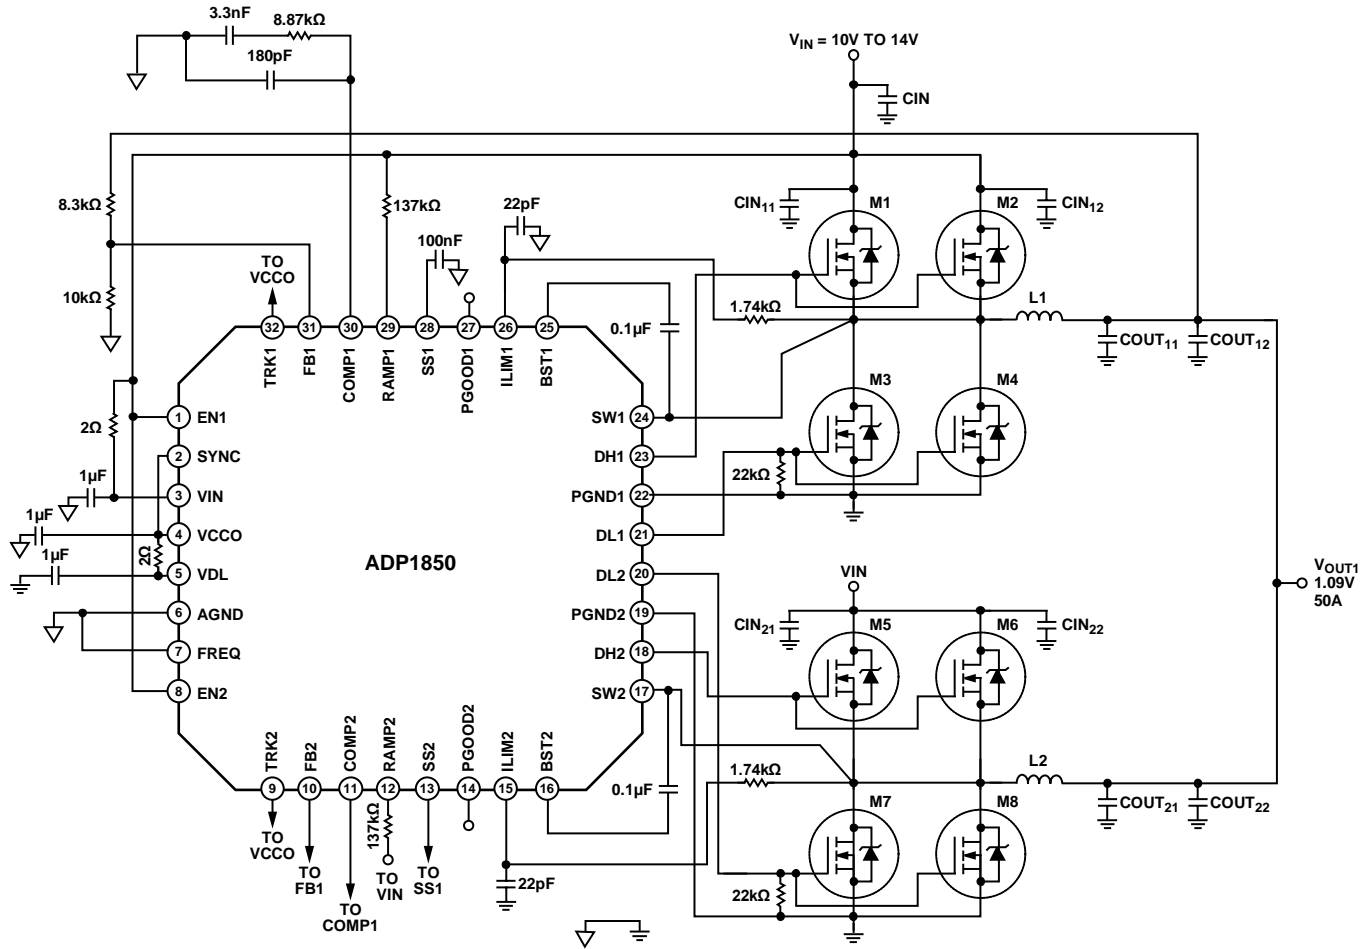 3.3nF
8.87kΩ
180pF
V_IN = 10V TO 14V
CIN
8.3kΩ
10kΩ
137kΩ
22pF
100nF
CIN11
M1
M2
CIN12
TO
VCCO
1.74kΩ
L1
0.1µF
COUT11
COUT12
32
31
30
29
28
27
26
25
TRK1
FB1
COMP1
RAMP1
SS1
PGOOD1
ILIM1
BST1
M3
M4
2Ω
1 EN1
SW1 24
1µF
2 SYNC
DH1 23
22kΩ
3 VIN
PGND1 22
1µF
4 VCCO
DL1 21
1µF
2Ω
5 VDL
ADP1850
DL2 20
VIN
VOUT1
1.09V
50A
6 AGND
PGND2 19
CIN21
M5
M6
CIN22
7 FREQ
DH2 18
8 EN2
SW2 17
TRK2
FB2
COMP2
RAMP2
SS2
PGOOD2
ILIM2
BST2
9
10
11
12
13
14
15
16
0.1µF
1.74kΩ
L2
M7
M8
COUT21
COUT22
137kΩ
TO
VCCO
TO
FB1
TO
COMP1
TO
VIN
TO
SS1
22pF
22kΩ